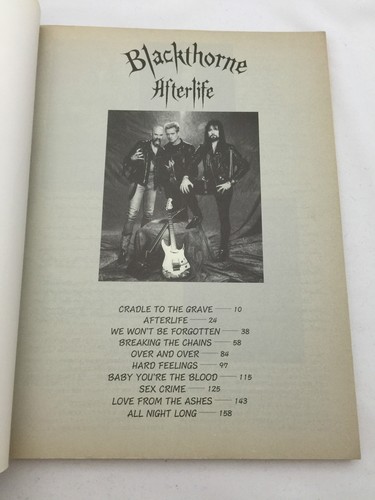 Blackthorne
Afterlife
CRADLE TO THE GRAVE — 10
AFTERLIFE — 24
WE WON'T BE FORGOTTEN — 38
BREAKING THE CHAINS — 58
OVER AND OVER — 84
HARD FEELINGS — 97
BABY YOU'RE THE BLOOD — 115
SEX CRIME — 125
LOVE FROM THE ASHES — 143
ALL NIGHT LONG — 158